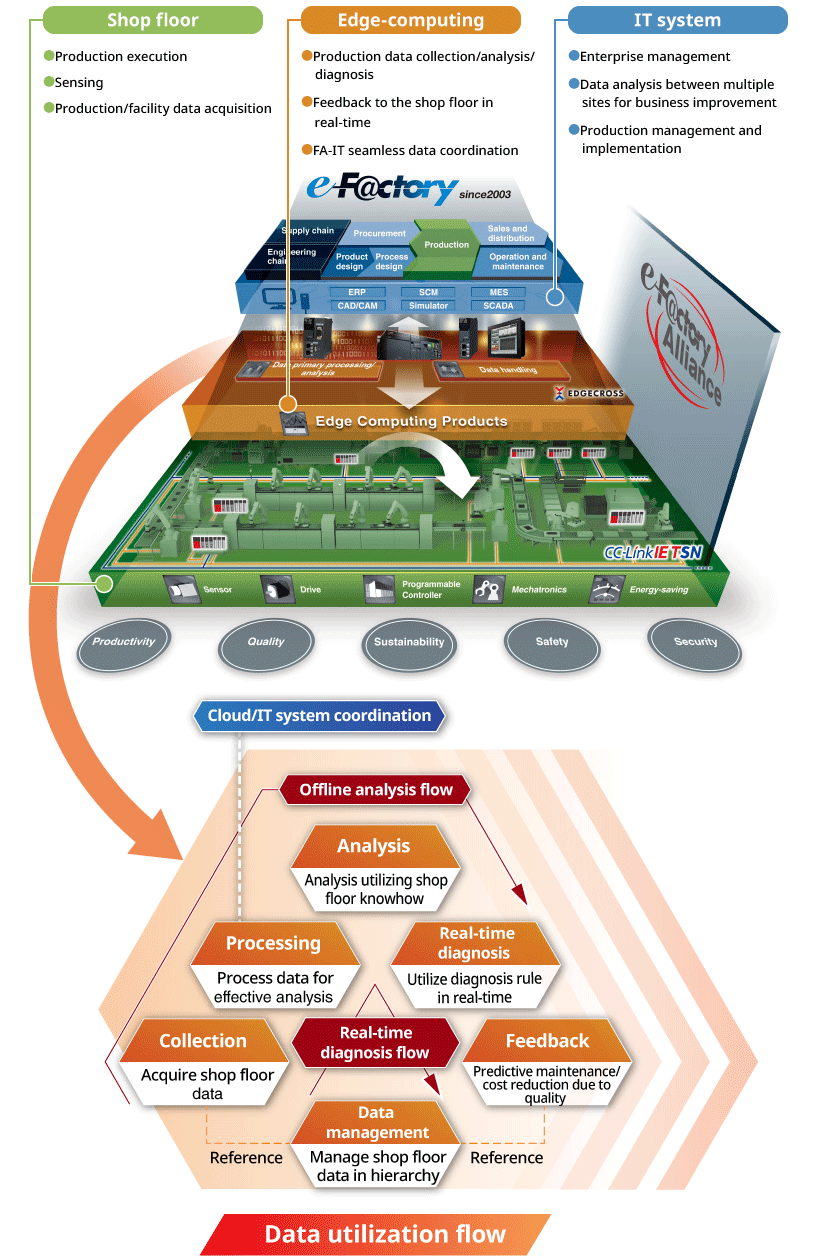 Shop floor
●Production execution
●Sensing
●Production/facility data acquisition
Edge-computing
●Production data collection/analysis/
diagnosis
●Feedback to the shop floor in
real-time
●FA-IT seamless data coordination
IT system
●Enterprise management
●Data analysis between multiple
sites for business improvement
●Production management and
implementation
e-F@ctory since2003
Supply chain
Procurement
Production
Sales and
distribution
Engineering
chain
Product
design
Process
design
Operation and
maintenance
ERP
SCM
MES
CAD/CAM
Simulator
SCADA
e-F@ctory
Alliance
Data primary processing/
analysis
Data handling
EDGECROSS
Edge Computing Products
CC-Link IE TSN
Sensor
Drive
Programmable
Controller
Mechatronics
Energy-saving
Productivity
Quality
Sustainability
Safety
Security
Cloud/IT system coordination
Offline analysis flow
Analysis
Analysis utilizing shop
floor knowhow
Processing
Process data for
effective analysis
Real-time
diagnosis
Utilize diagnosis rule
in real-time
Collection
Acquire shop floor
data
Real-time
diagnosis flow
Feedback
Predictive maintenance/
cost reduction due to
quality
Data
management
Manage shop floor
data in hierarchy
Reference
Reference
Data utilization flow